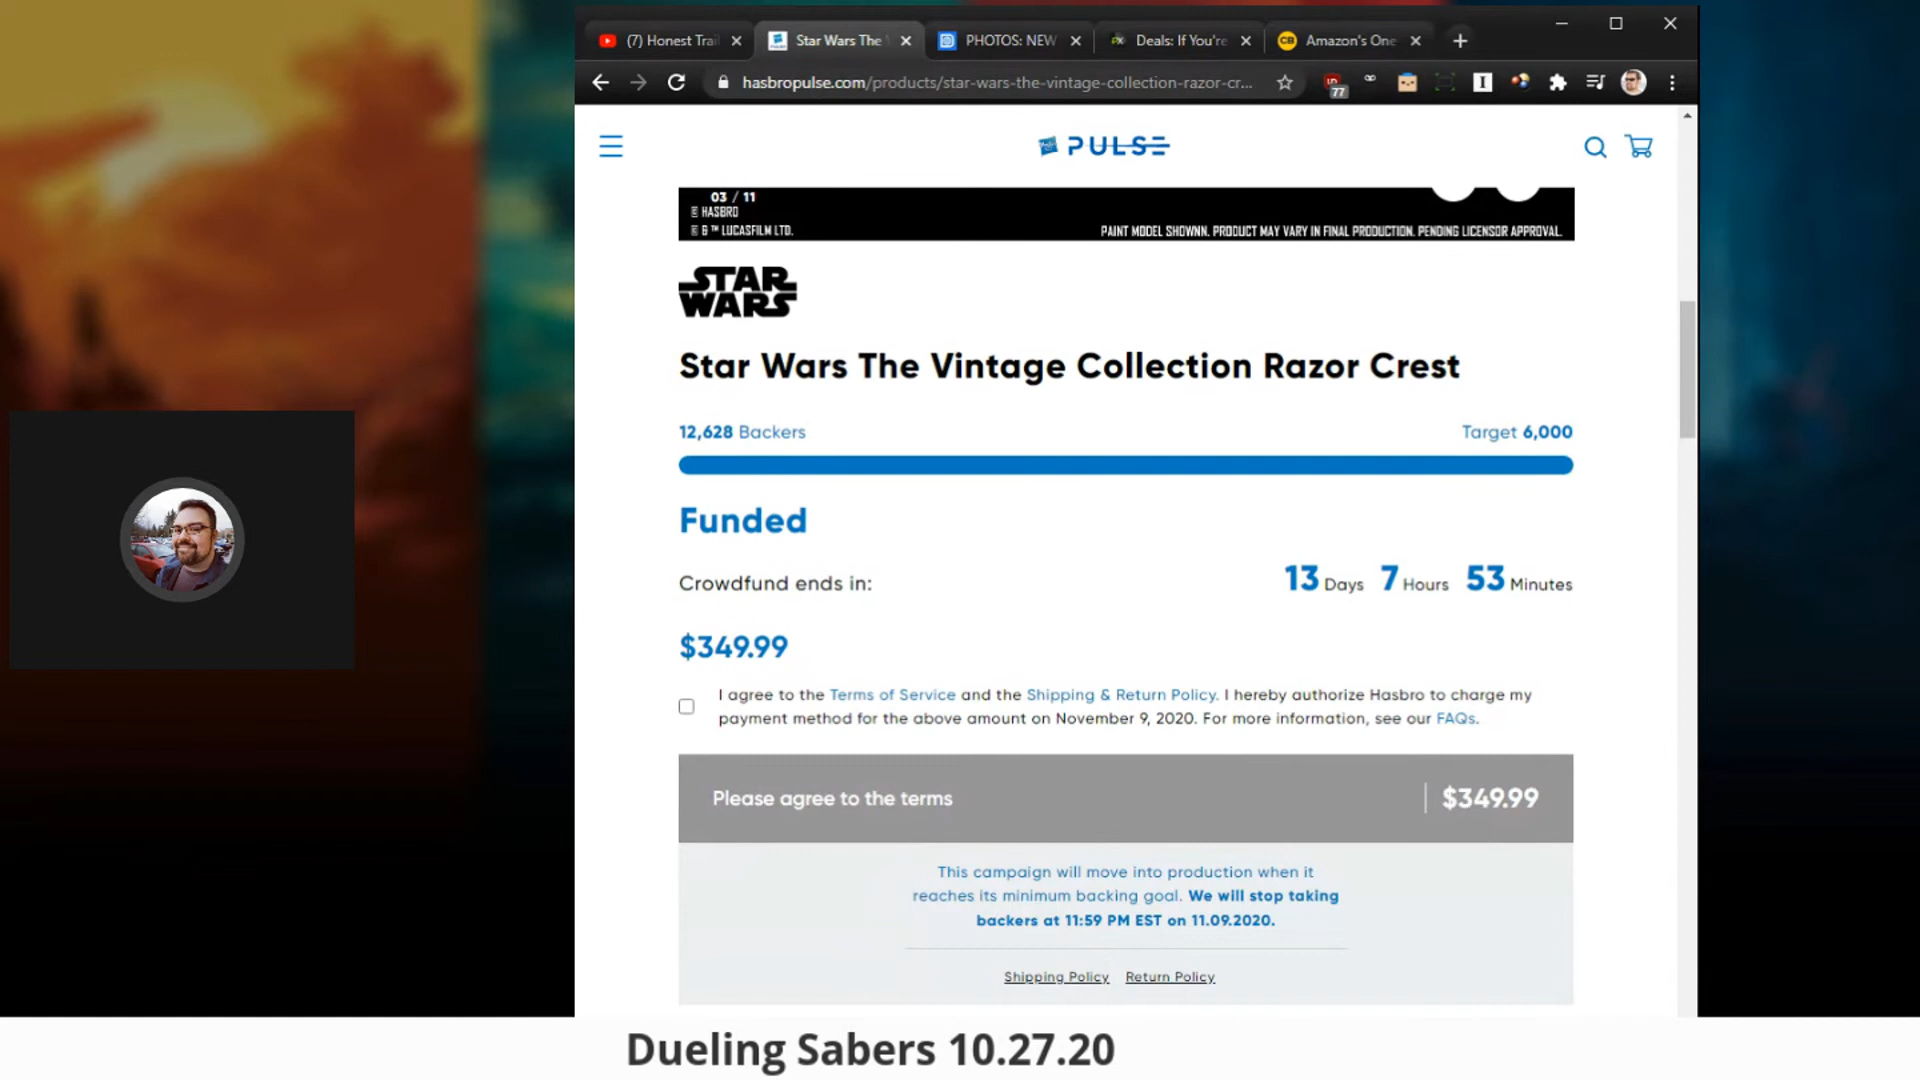 (7) Honest Trai
Star Wars The
PHOTOS: NEW
Deals: If You're
CB
Amazon's One
hasbropulse.com/products/star-wars-the-vintage-collection-razor-cr...
77
PULSE
03 / 11
© HASBRO
© & ™ LUCASFILM LTD.
PAINT MODEL SHOWNN. PRODUCT MAY VARY IN FINAL PRODUCTION. PENDING LICENSOR APPROVAL.
STAR
WARS
Star Wars The Vintage Collection Razor Crest
12,628 Backers
Target 6,000
Funded
Crowdfund ends in:
13 Days 7 Hours 53 Minutes
$349.99
I agree to the Terms of Service and the Shipping & Return Policy. I hereby authorize Hasbro to charge my
payment method for the above amount on November 9, 2020. For more information, see our FAQs.
Please agree to the terms
$349.99
This campaign will move into production when it
reaches its minimum backing goal. We will stop taking
backers at 11:59 PM EST on 11.09.2020.
Shipping Policy Return Policy
Dueling Sabers 10.27.20